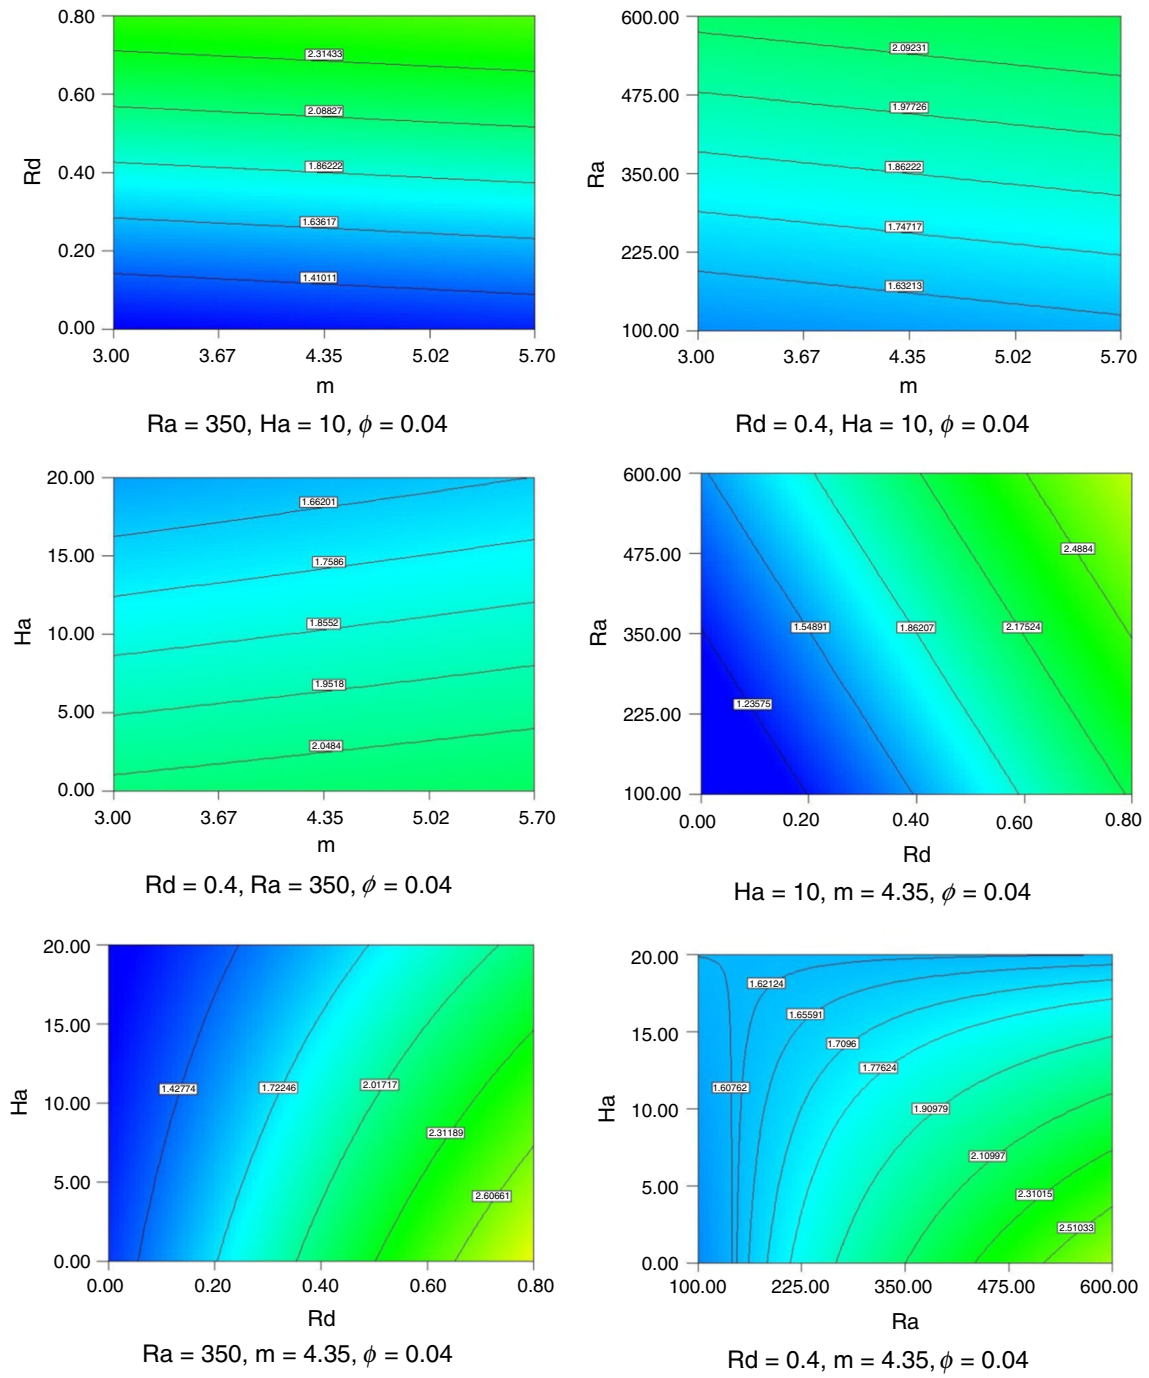 0.80
0.60
0.40
0.20
0.00
Rd
2.31433
2.08827
1.86222
1.63617
1.41011
3.00 3.67 4.35 5.02 5.70
m
Ra = 350, Ha = 10, ϕ = 0.04
600.00
475.00
350.00
225.00
100.00
Ra
2.09231
1.97726
1.86222
1.74717
1.63213
3.00 3.67 4.35 5.02 5.70
m
Rd = 0.4, Ha = 10, ϕ = 0.04
20.00
15.00
10.00
5.00
0.00
Ha
1.66201
1.7586
1.8552
1.9518
2.0484
3.00 3.67 4.35 5.02 5.70
m
Rd = 0.4, Ra = 350, ϕ = 0.04
600.00
475.00
350.00
225.00
100.00
Ra
2.4884
1.54891 1.86207 2.17524
1.23575
0.00 0.20 0.40 0.60 0.80
Rd
Ha = 10, m = 4.35, ϕ = 0.04
20.00
15.00
10.00
5.00
0.00
Ha
1.42774 1.72246 2.01717
2.31189
2.60661
0.00 0.20 0.40 0.60 0.80
Rd
Ra = 350, m = 4.35, ϕ = 0.04
20.00
15.00
10.00
5.00
0.00
Ha
1.62124
1.65591
1.7096
1.77624
1.60762
1.90979
2.10997
2.31015
2.51033
100.00 225.00 350.00 475.00 600.00
Ra
Rd = 0.4, m = 4.35, ϕ = 0.04